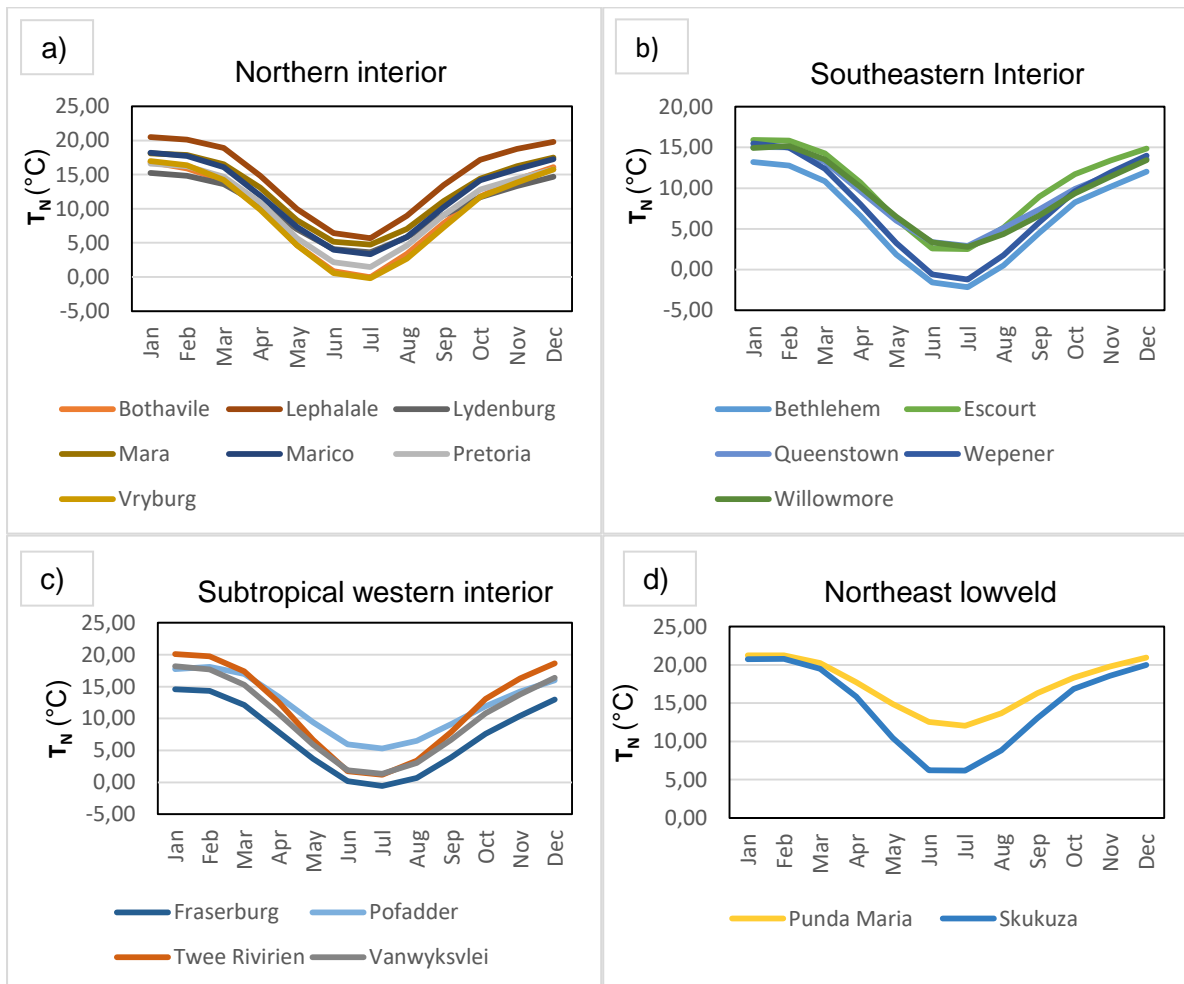 a)
Northern interior
T_N (°C)
25,00
20,00
15,00
10,00
5,00
0,00
-5,00
Jan Feb Mar Apr May Jun Jul Aug Sep Oct Nov Dec
Bothavile Lephalale Lydenburg
Mara Marico Pretoria
Vryburg
b)
Southeastern Interior
T_N (°C)
20,00
15,00
10,00
5,00
0,00
-5,00
Jan Feb Mar Apr May Jun Jul Aug Sep Oct Nov Dec
Bethlehem Escourt
Queenstown Wepener
Willowmore
c)
Subtropical western interior
T_N (°C)
25,00
20,00
15,00
10,00
5,00
0,00
-5,00
Jan Feb Mar Apr May Jun Jul Aug Sep Oct Nov Dec
Fraserburg Pofadder
Twee Rivirien Vanwyksvlei
d)
Northeast lowveld
T_N (°C)
25,00
20,00
15,00
10,00
5,00
0,00
Jan Feb Mar Apr May Jun Jul Aug Sep Oct Nov Dec
Punda Maria Skukuza